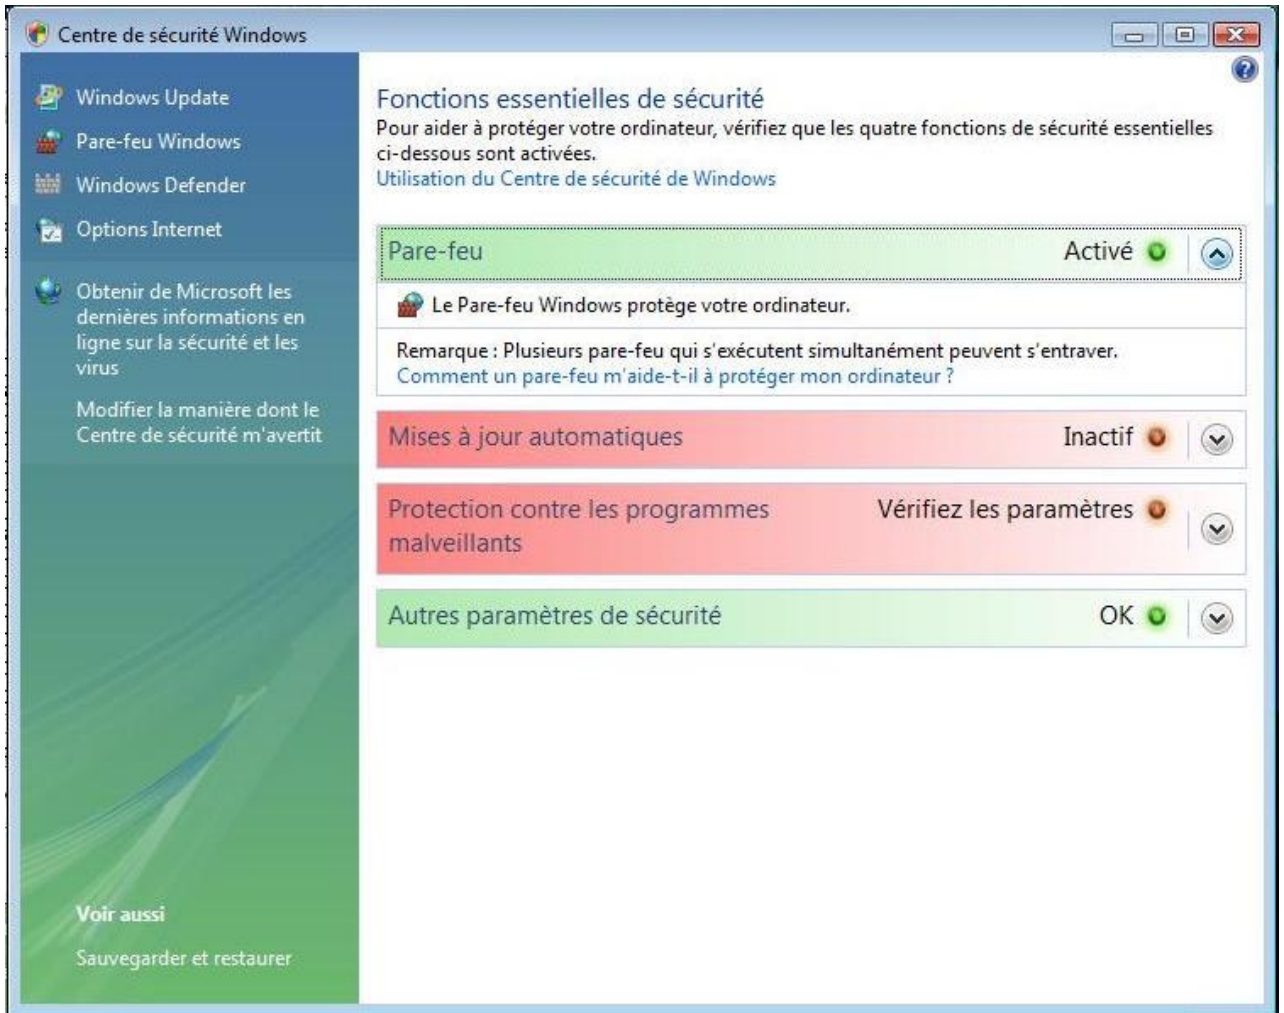 Centre de sécurité Windows
Windows Update
Pare-feu Windows
Windows Defender
Options Internet
Obtenir de Microsoft les
dernières informations en
ligne sur la sécurité et les
virus
Modifier la manière dont le
Centre de sécurité m'avertit
Voir aussi
Sauvegarder et restaurer
Fonctions essentielles de sécurité
Pour aider à protéger votre ordinateur, vérifiez que les quatre fonctions de sécurité essentielles
ci-dessous sont activées.
Utilisation du Centre de sécurité de Windows
Pare-feu Activé
Le Pare-feu Windows protège votre ordinateur.
Remarque : Plusieurs pare-feu qui s'exécutent simultanément peuvent s'entraver.
Comment un pare-feu m'aide-t-il à protéger mon ordinateur ?
Mises à jour automatiques Inactif
Protection contre les programmes Vérifiez les paramètres
malveillants
Autres paramètres de sécurité OK